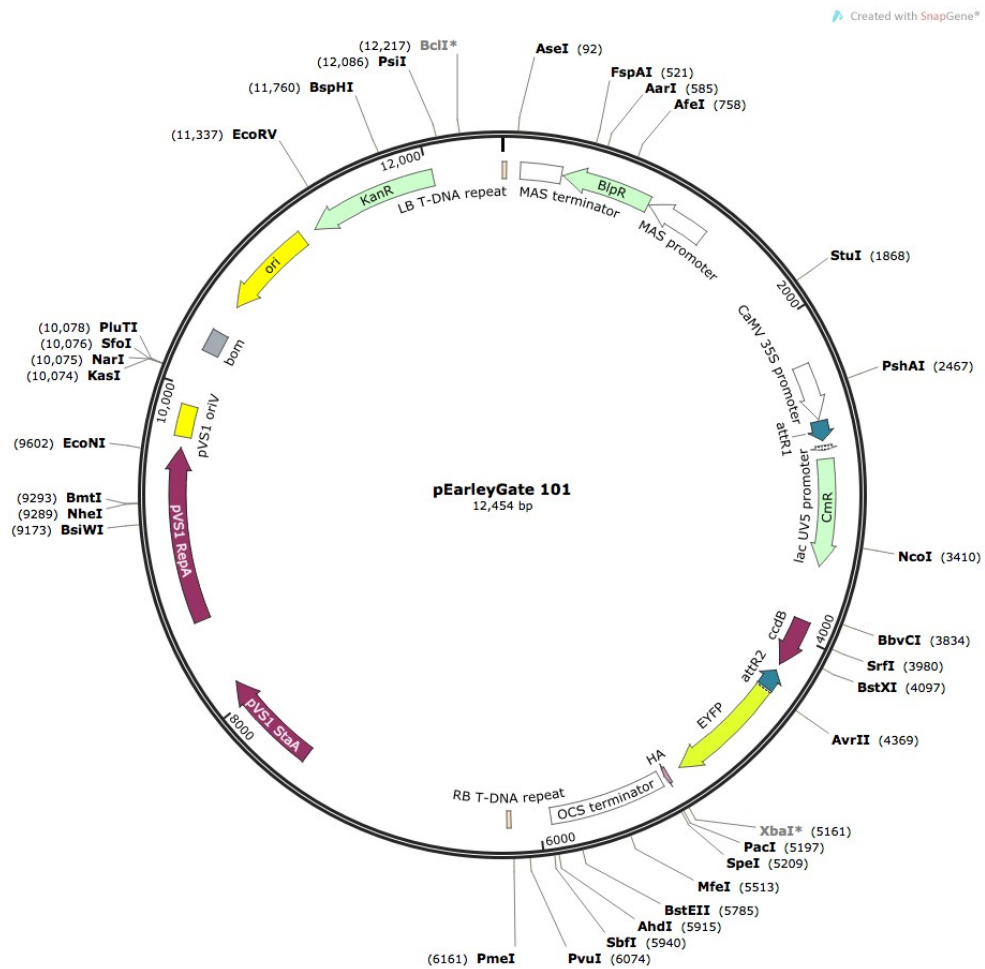 Created with SnapGene®
(12,217) BclI*
(12,086) PsiI
(11,760) BspHI
(11,337) EcoRV
AseI (92)
FspAI (521)
AarI (585)
AfeI (758)
StuI (1868)
PshAI (2467)
NcoI (3410)
BbvCI (3834)
SrfI (3980)
BstXI (4097)
AvrII (4369)
XbaI* (5161)
PacI (5197)
SpeI (5209)
MfeI (5513)
BstEII (5785)
AhdI (5915)
SbfI (5940)
PvuI (6074)
(6161) PmeI
(9173) BsiWI
(9289) NheI
(9293) BmtI
(9602) EcoNI
(10,074) KasI
(10,075) NarI
(10,076) SfoI
(10,078) PluTI
12,000
2000
4000
6000
8000
10,000
LB T-DNA repeat
MAS terminator
BlpR
MAS promoter
CaMV 35S promoter
attR1
lac UV5 promoter
CmR
ccdB
attR2
EYFP
HA
OCS terminator
RB T-DNA repeat
pVS1 StaA
pVS1 RepA
pVS1 oriV
bom
ori
KanR
pEarleyGate 101
12,454 bp